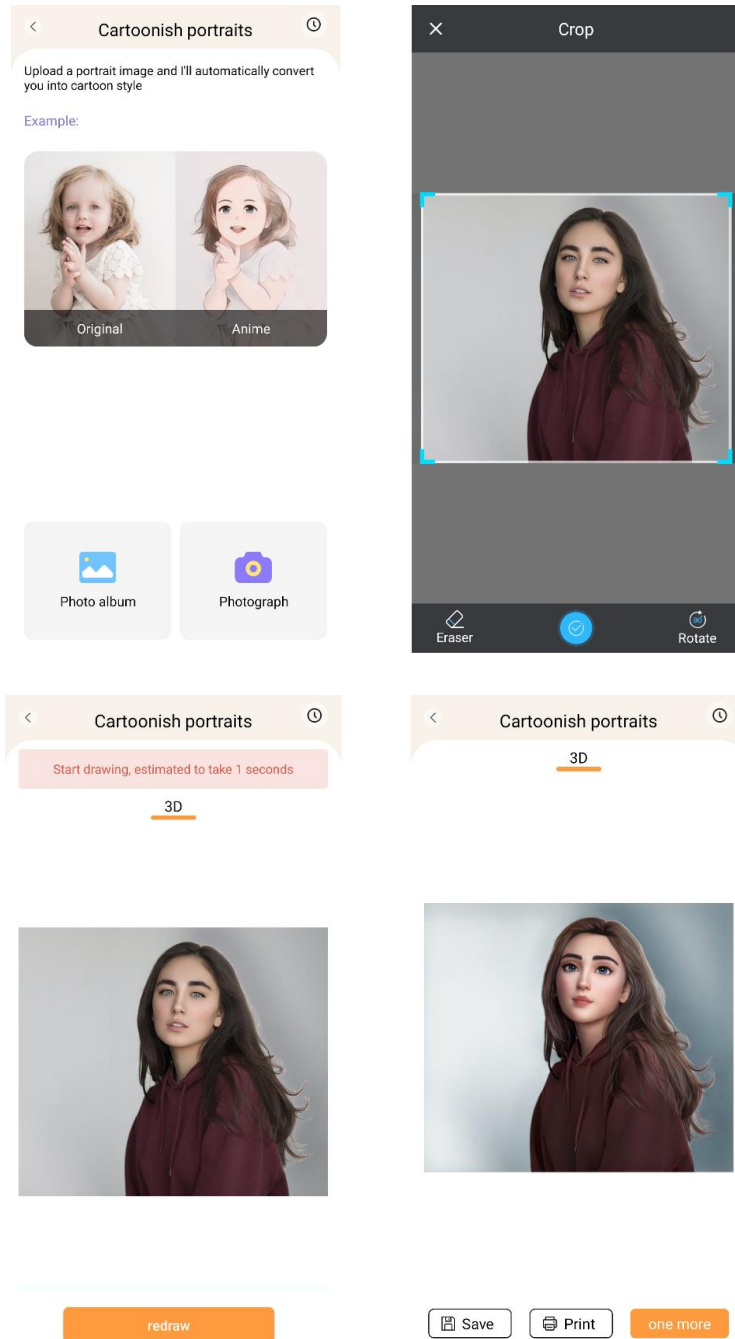 Cartoonish portraits
Upload a portrait image and I'll automatically convert
you into cartoon style
Example:
Original
Anime
Photo album
Photograph
Crop
Eraser
90
Rotate
Cartoonish portraits
Start drawing, estimated to take 1 seconds
3D
redraw
Cartoonish portraits
3D
Save
Print
one more